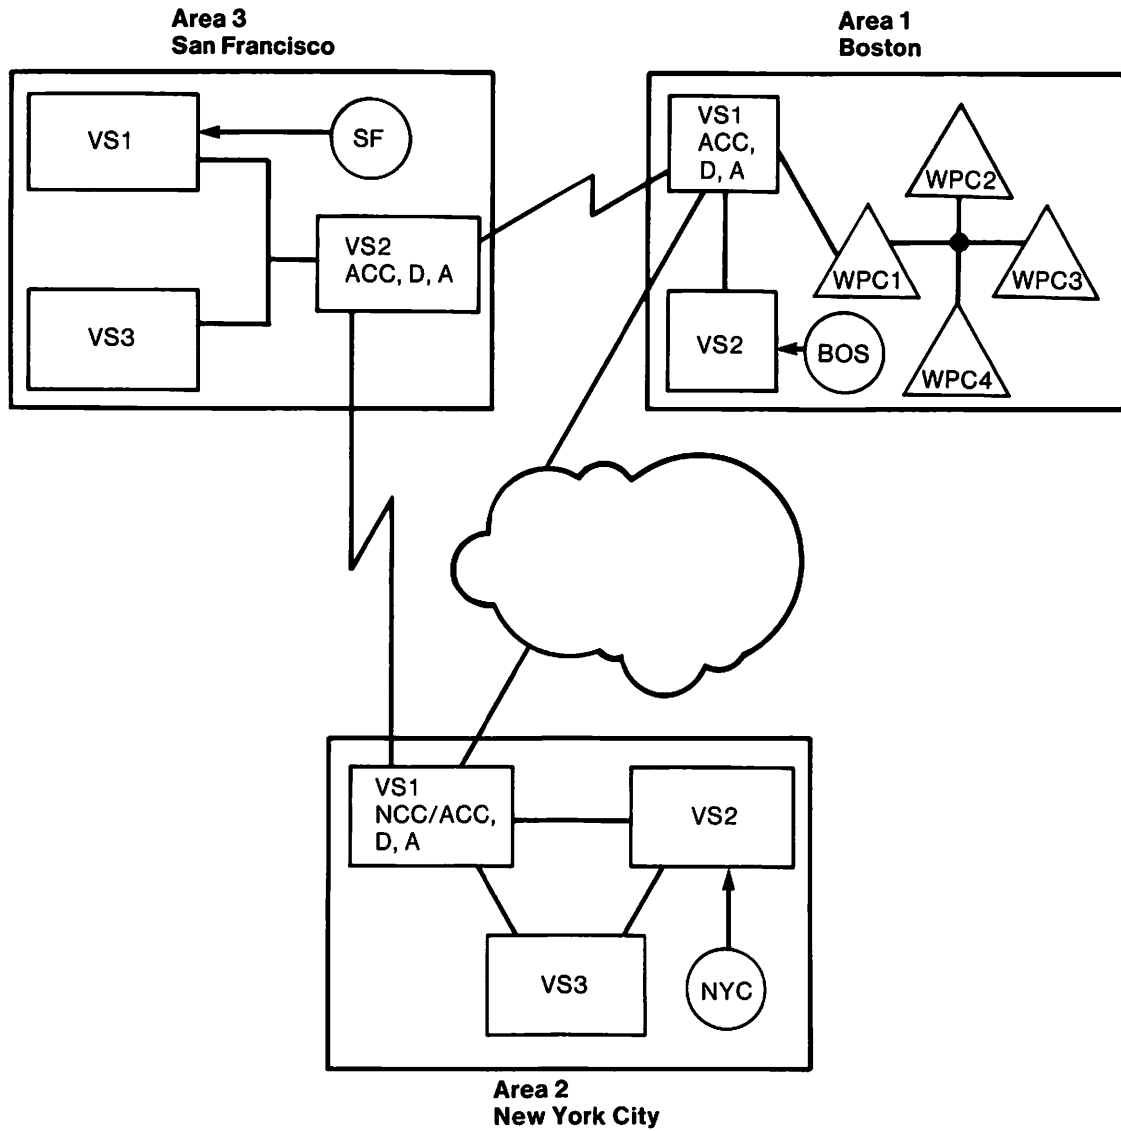 Area 3
San Francisco
VS1
SF
VS2
ACC, D, A
VS3
Area 1
Boston
VS1
ACC,
D, A
WPC2
WPC1
WPC3
VS2
BOS
WPC4
VS1
NCC/ACC,
D, A
VS2
VS3
NYC
Area 2
New York City